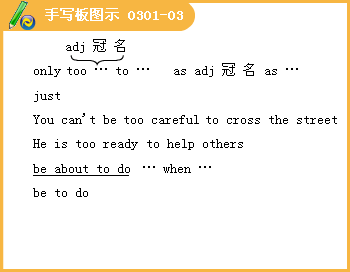 手写板图示 0301-03
adj 冠 名
only too … to … as adj 冠 名 as …
just
You can't be too careful to cross the street
He is too ready to help others
be about to do … when …
be to do